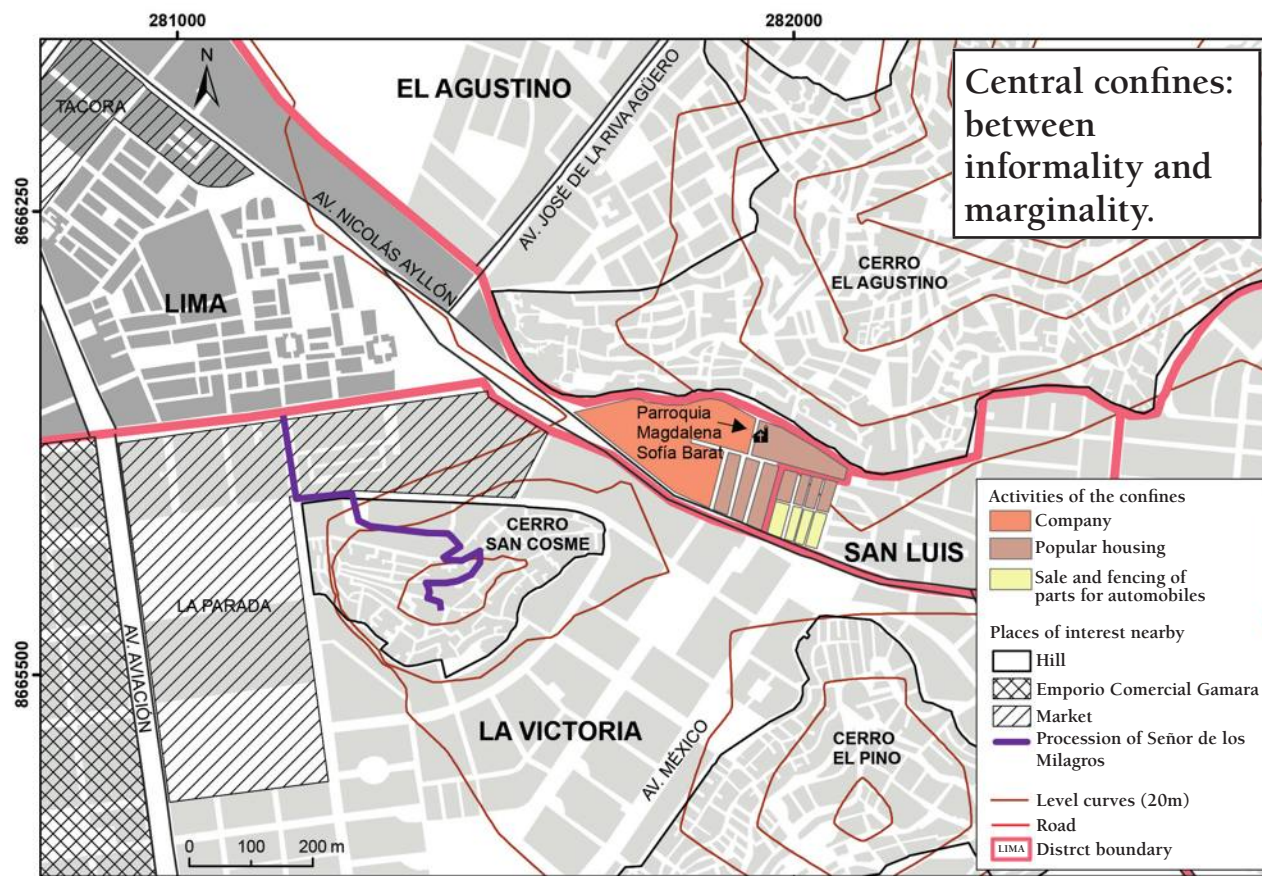 281000
282000
8666250
8665500
N
Central confines:
between
informality and
marginality.
TACORA
EL AGUSTINO
AV. JOSÉ DE LA RIVA AGÜERO
AV. NICOLÁS AYLLÓN
LIMA
CERRO
EL AGUSTINO
Parroquia
Magdalena
Sofía Barat
CERRO
SAN COSME
SAN LUIS
LA PARADA
AV. AVIACIÓN
LA VICTORIA
AV. MÉXICO
CERRO
EL PINO
0 100 200 m
Activities of the confines
Company
Popular housing
Sale and fencing of
parts for automobiles
Places of interest nearby
Hill
Emporio Comercial Gamara
Market
Procession of Señor de los
Milagros
Level curves (20m)
Road
LIMA Distrct boundary